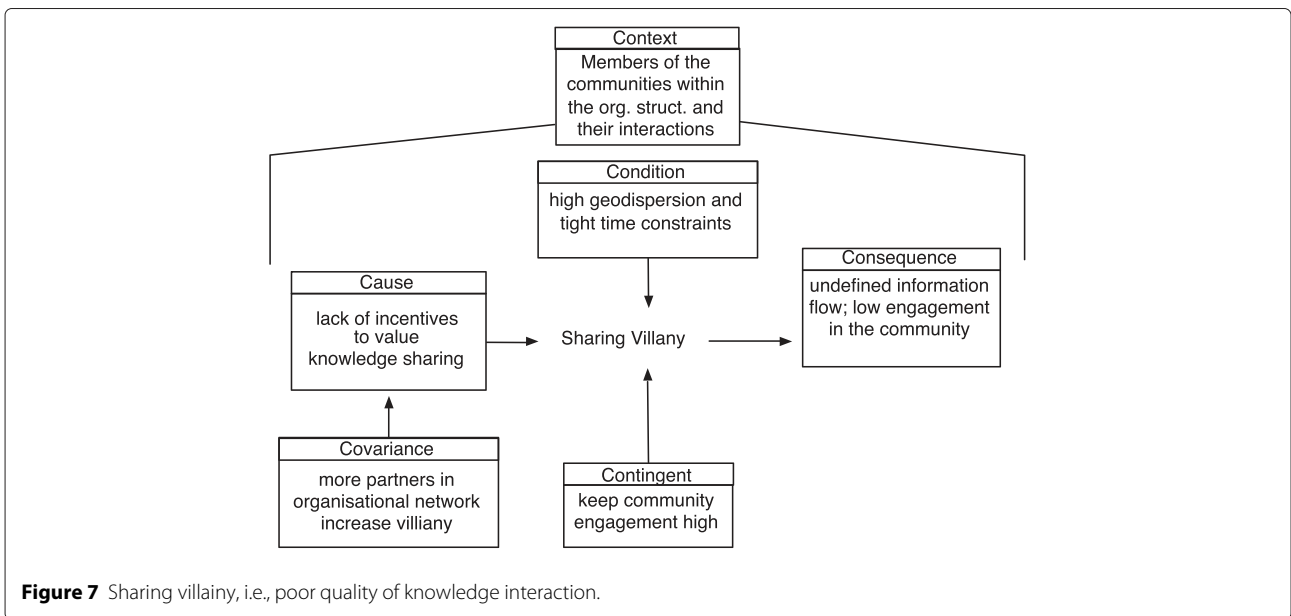 Context
Members of the
communities within
the org. struct. and
their interactions
Condition
high geodispersion and
tight time constraints
Consequence
undefined information
flow; low engagement
in the community
Cause
lack of incentives
to value
knowledge sharing
Sharing Villany
Covariance
more partners in
organisational network
increase villiany
Contingent
keep community
engagement high
Figure 7 Sharing villainy, i.e., poor quality of knowledge interaction.